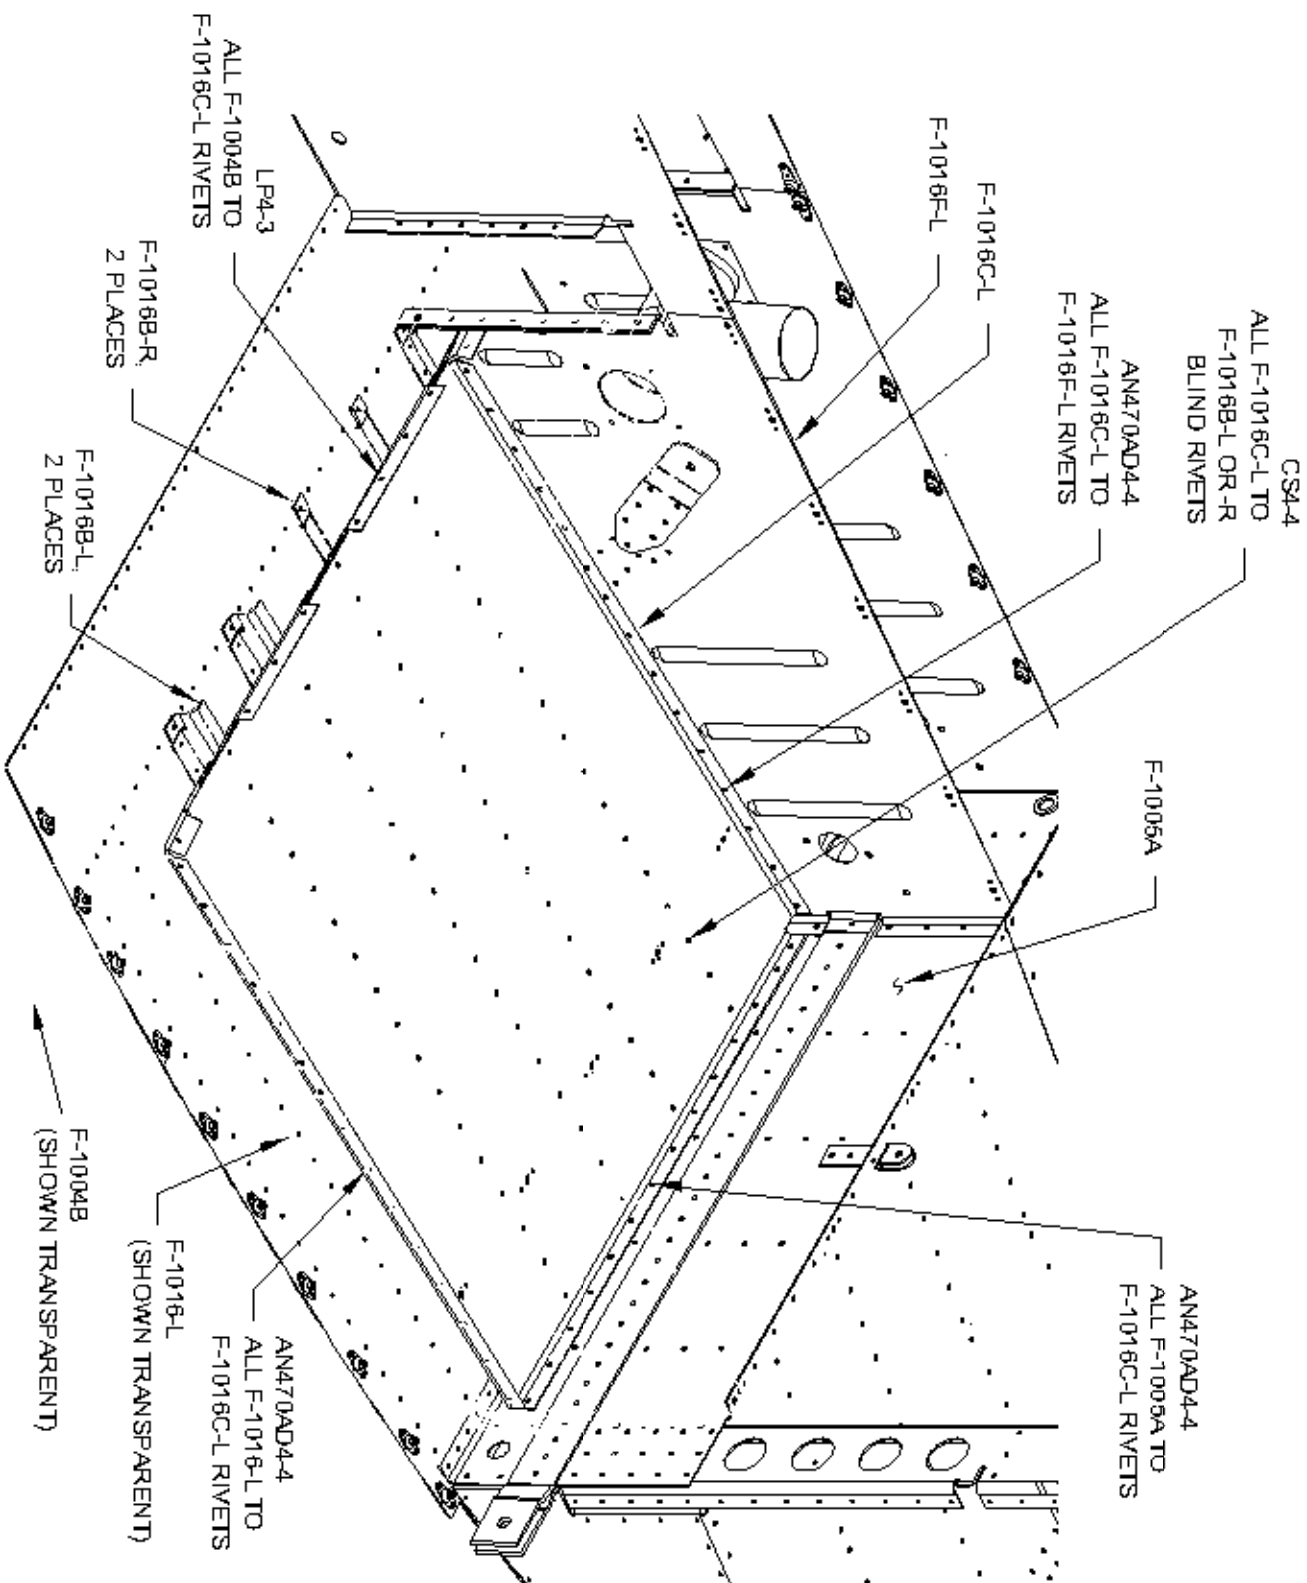 CS4-4
ALL F-1016C-L TO
F-1016B-L OR -R
BLIND RIVETS
AN470AD4-4
ALL F-1016C-L TO
F-1016F-L RIVETS
F-1016C-L
F-1016F-L
LP4-3
ALL F-1004B TO
F-1016C-L RIVETS
F-1005A
AN470AD4-4
ALL F-1005A TO
F-1016C-L RIVETS
F-1016B-R,
2 PLACES
F-1016B-L,
2 PLACES
AN470AD4-4
ALL F-1016-L TO
F-1016C-L RIVETS
F-1016-L
(SHOWN TRANSPARENT)
F-1004B
(SHOWN TRANSPARENT)